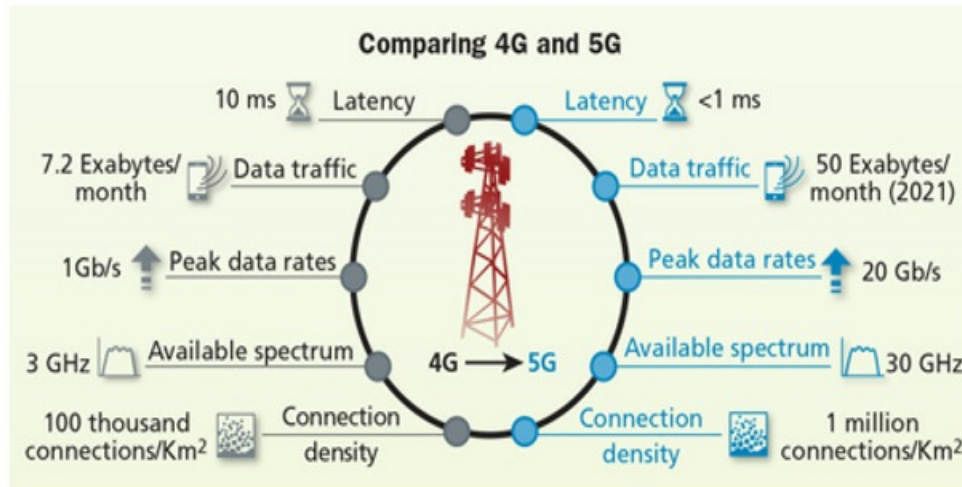 Comparing 4G and 5G
10 ms Latency
Latency <1 ms
7.2 Exabytes/
month
Data traffic
Data traffic
50 Exabytes/
month (2021)
1Gb/s Peak data rates
Peak data rates 20 Gb/s
3 GHz Available spectrum
4G 5G
Available spectrum 30 GHz
100 thousand
connections/Km²
Connection
density
Connection
density
1 million
connections/Km²